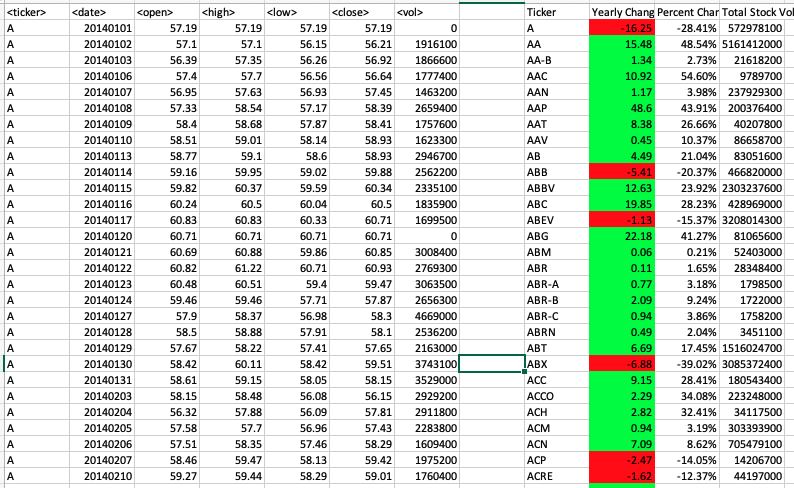 <ticker> <date> <open> <high> <low> <close> <vol> Ticker Yearly Chang Percent Char Total Stock Vol
A 20140101 57.19 57.19 57.19 57.19 0 A -16.25 -28.41% 572978100
A 20140102 57.1 57.1 56.15 56.21 1916100 AA 15.48 48.54% 5161412000
A 20140103 56.39 57.35 56.26 56.92 1866600 AA-B 1.34 2.73% 21618200
A 20140106 57.4 57.7 56.56 56.64 1777400 AAC 10.92 54.60% 9789700
A 20140107 56.95 57.63 56.93 57.45 1463200 AAN 1.17 3.98% 237929300
A 20140108 57.33 58.54 57.17 58.39 2659400 AAP 48.6 43.91% 200376400
A 20140109 58.4 58.68 57.87 58.41 1757600 AAT 8.38 26.66% 40207800
A 20140110 58.51 59.01 58.14 58.93 1623300 AAV 0.45 10.37% 86658700
A 20140113 58.77 59.1 58.6 58.93 2946700 AB 4.49 21.04% 83051600
A 20140114 59.16 59.95 59.02 59.88 2562200 ABB -5.41 -20.37% 466820000
A 20140115 59.82 60.37 59.59 60.34 2335100 ABBV 12.63 23.92% 2303237600
A 20140116 60.24 60.5 60.04 60.5 1835900 ABC 19.85 28.23% 428969000
A 20140117 60.83 60.83 60.33 60.71 1699500 ABEV -1.13 -15.37% 3208014300
A 20140120 60.71 60.71 60.71 60.71 0 ABG 22.18 41.27% 81065600
A 20140121 60.69 60.88 59.86 60.85 3008400 ABM 0.06 0.21% 52403000
A 20140122 60.82 61.22 60.71 60.93 2769300 ABR 0.11 1.65% 28348400
A 20140123 60.48 60.51 59.4 59.47 3063500 ABR-A 0.77 3.18% 1798500
A 20140124 59.46 59.46 57.71 57.87 2656300 ABR-B 2.09 9.24% 1722000
A 20140127 57.9 58.37 56.98 58.3 4669000 ABR-C 0.94 3.86% 1758200
A 20140128 58.5 58.88 57.91 58.1 2536200 ABRN 0.49 2.04% 3451100
A 20140129 57.67 58.22 57.41 57.65 2163000 ABT 6.69 17.45% 1516024700
A 20140130 58.42 60.11 58.42 59.51 3743100 ABX -6.88 -39.02% 3085372400
A 20140131 58.61 59.15 58.05 58.15 3529000 ACC 9.15 28.41% 180543400
A 20140203 58.15 58.48 56.08 56.15 2929200 ACCO 2.29 34.08% 223248000
A 20140204 56.32 57.88 56.09 57.81 2911800 ACH 2.82 32.41% 34117500
A 20140205 57.58 57.7 56.96 57.43 2283800 ACM 0.94 3.19% 303393900
A 20140206 57.51 58.35 57.46 58.29 1609400 ACN 7.09 8.62% 705479100
A 20140207 58.46 59.47 58.13 59.42 1975200 ACP -2.47 -14.05% 14206700
A 20140210 59.27 59.44 58.29 59.01 1760400 ACRE -1.62 -12.37% 44197000